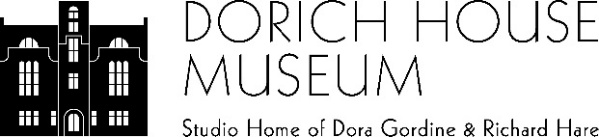 DORICH HOUSE
MUSEUM
Studio Home of Dora Gordine & Richard Hare